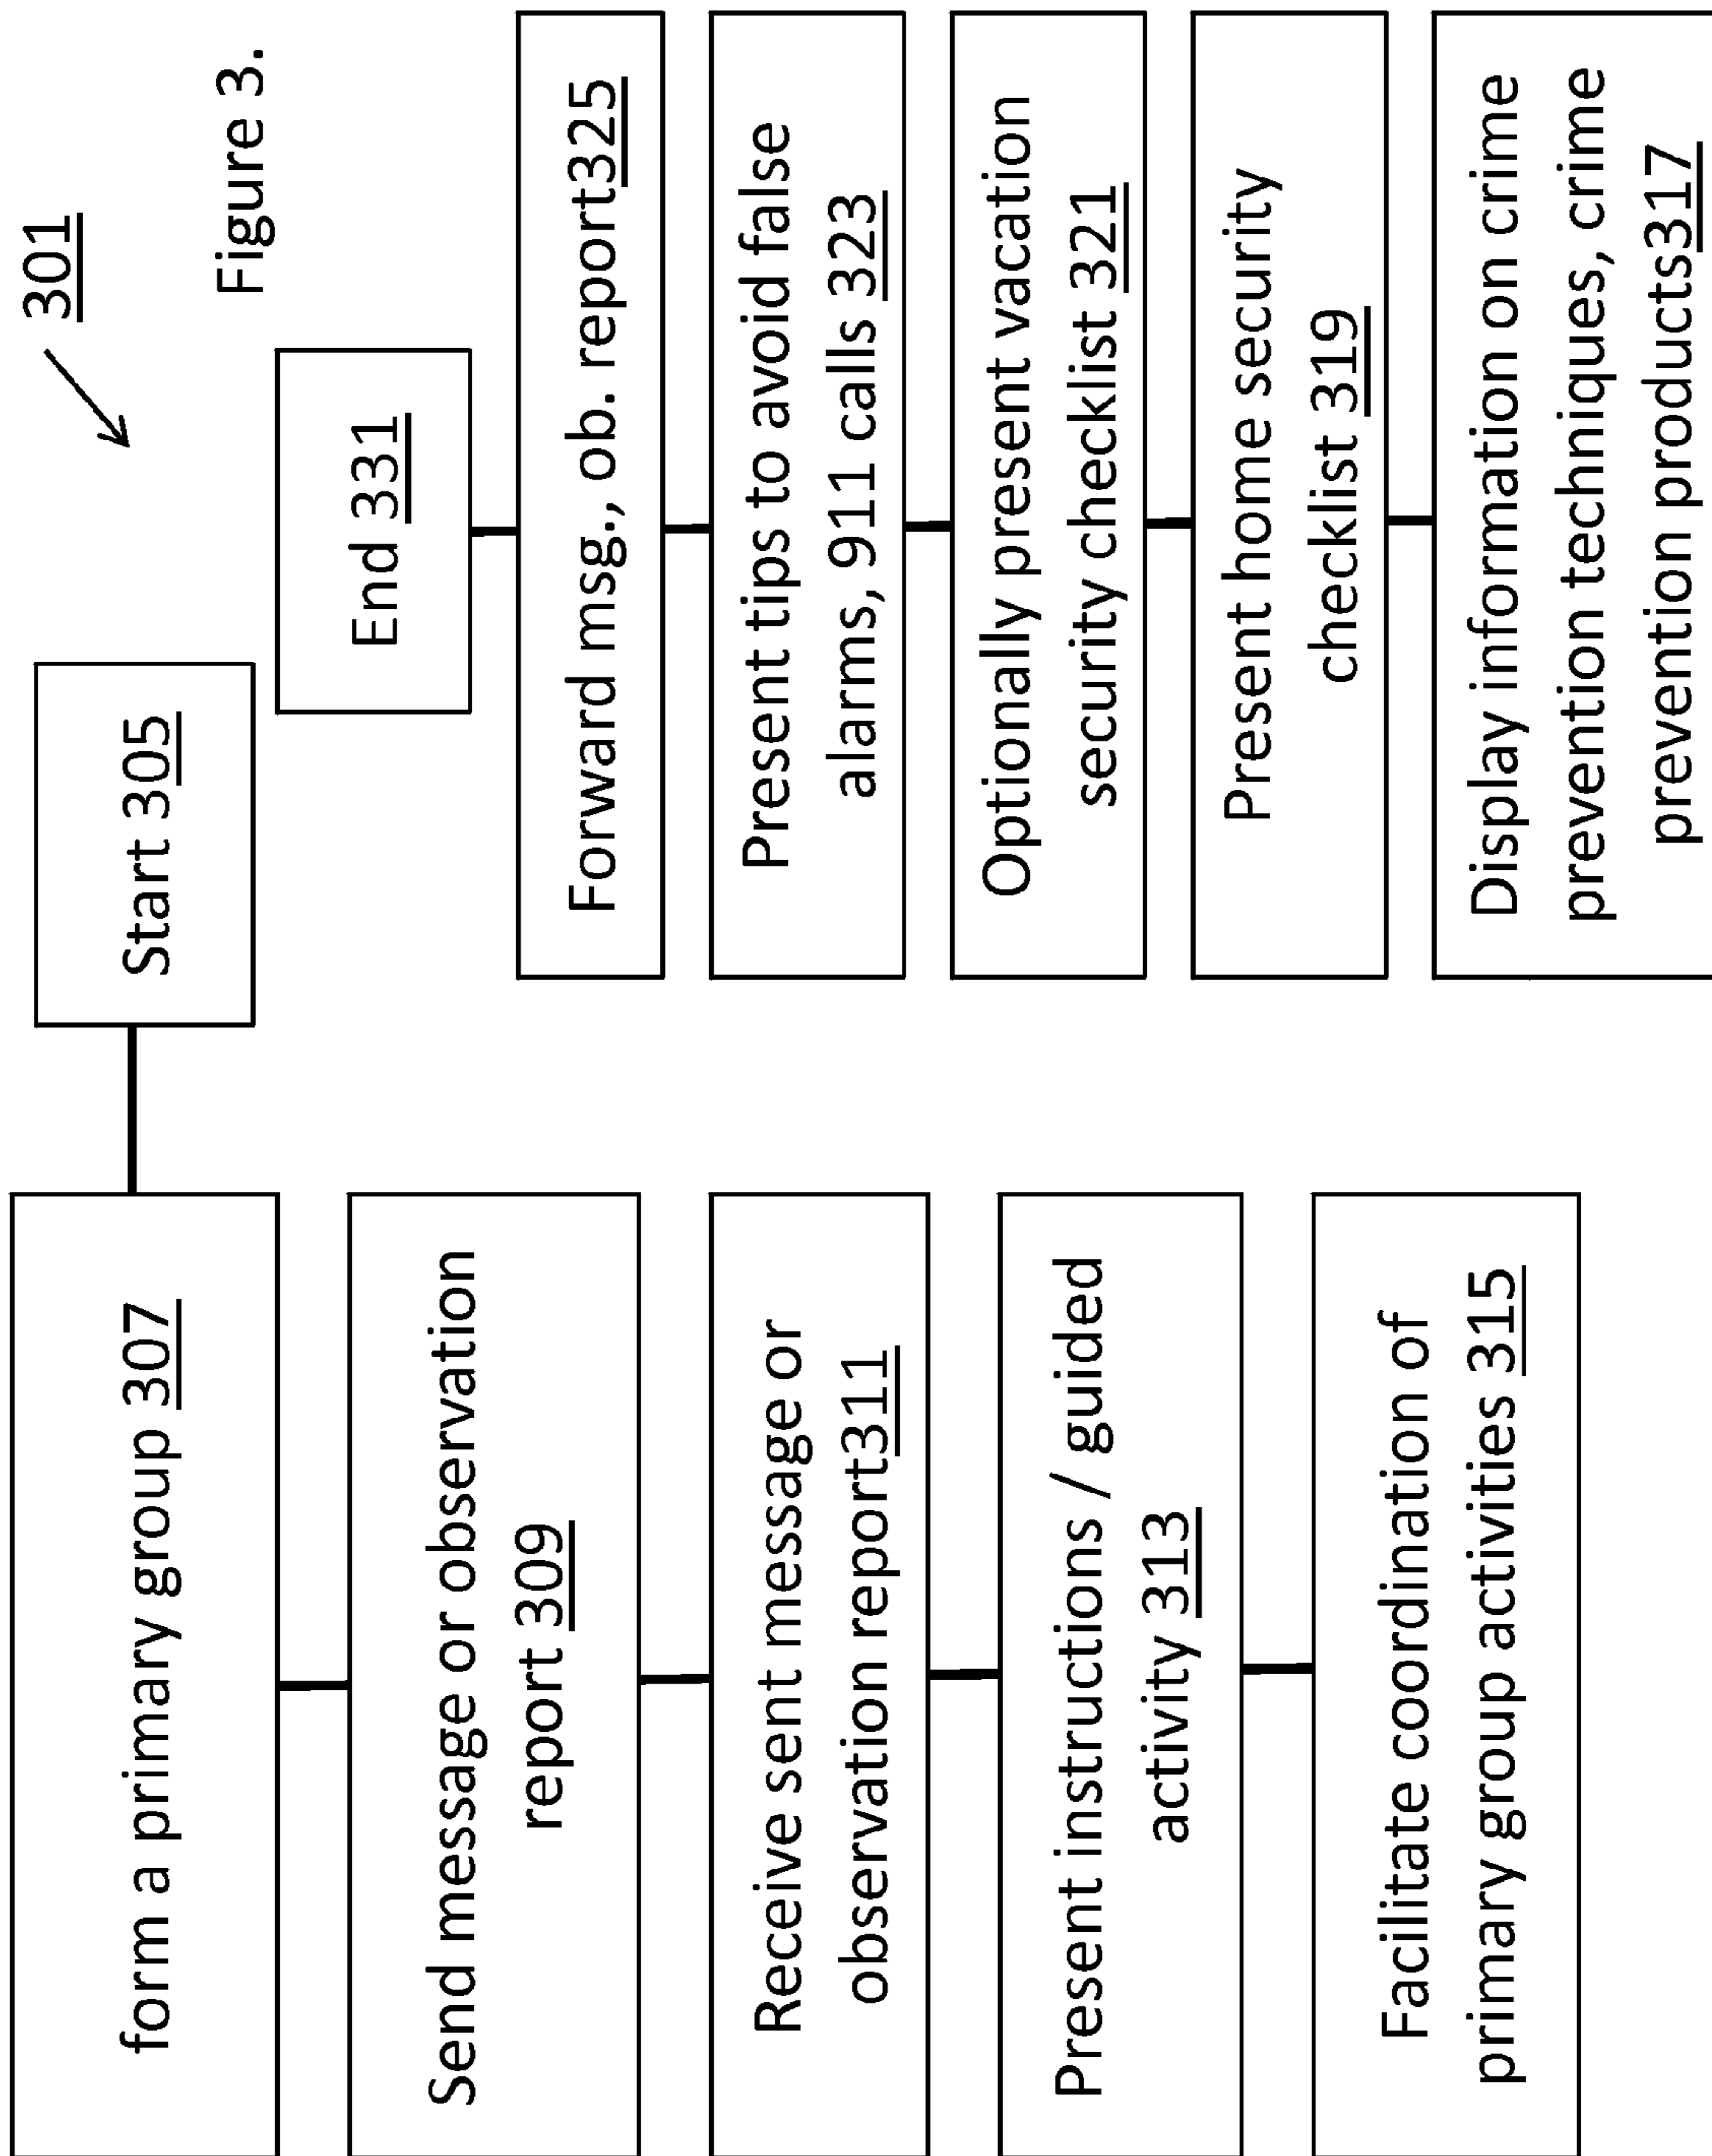 301
Figure 3.
Start 305
form a primary group 307
Send message or observation
report 309
Receive sent message or
observation report311
Present instructions / guided
activity 313
Facilitate coordination of
primary group activities 315
End 331
Forward msg., ob. report325
Present tips to avoid false
alarms, 911 calls 323
Optionally present vacation
security checklist 321
Present home security
checklist 319
Display information on crime
prevention techniques, crime
prevention products317